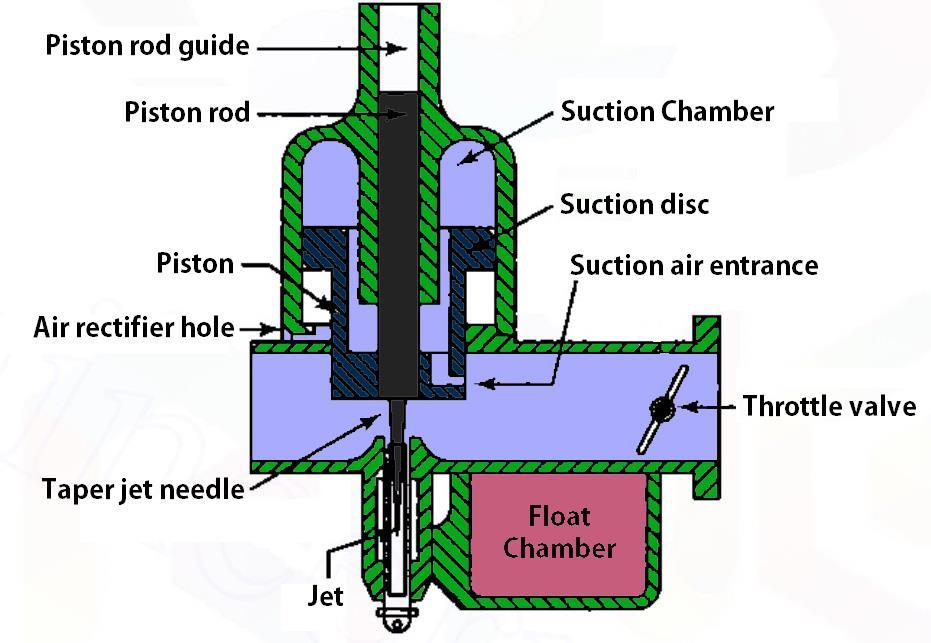 Piston rod guide
Piston rod
Suction Chamber
Suction disc
Piston
Suction air entrance
Air rectifier hole
Throttle valve
Taper jet needle
Float
Chamber
Jet